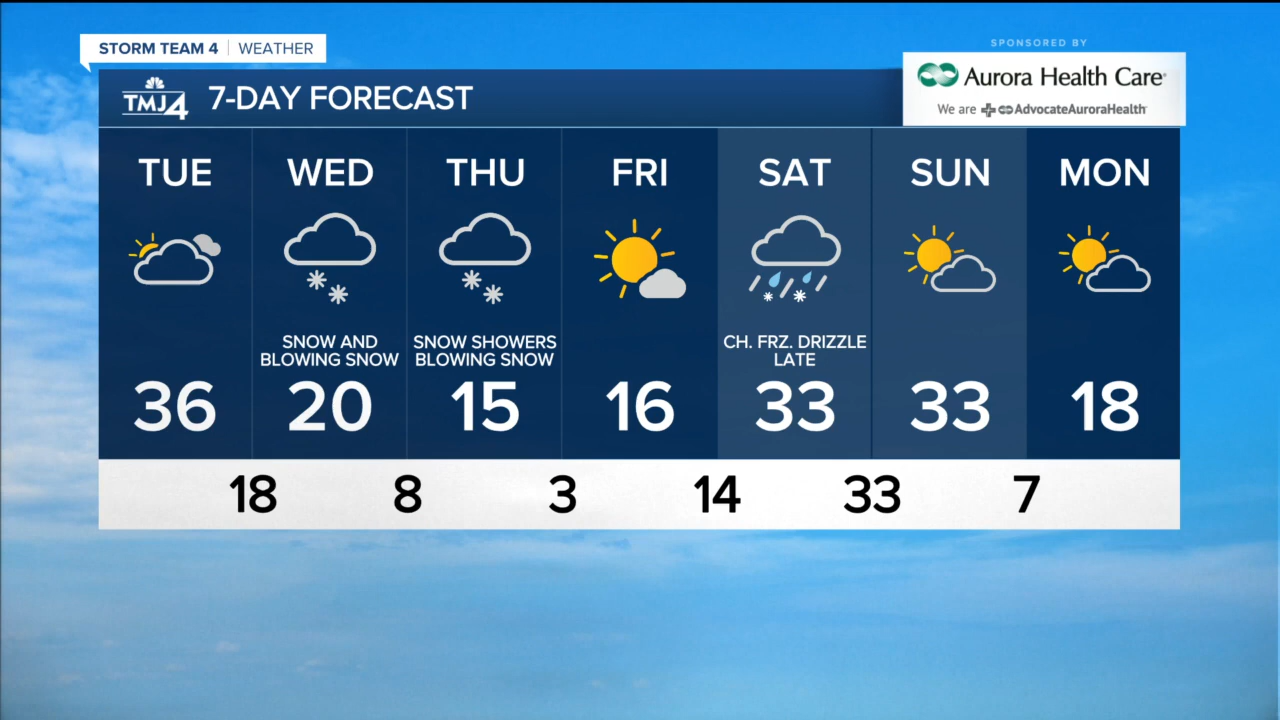 STORM TEAM 4 | WEATHER
SPONSORED BY
Aurora Health Care®
We are AdvocateAuroraHealth
TMJ4 7-DAY FORECAST
TUE WED THU FRI SAT SUN MON
SNOW AND SNOW SHOWERS CH. FRZ. DRIZZLE
BLOWING SNOW BLOWING SNOW LATE
36 20 15 16 33 33 18
18 8 3 14 33 7